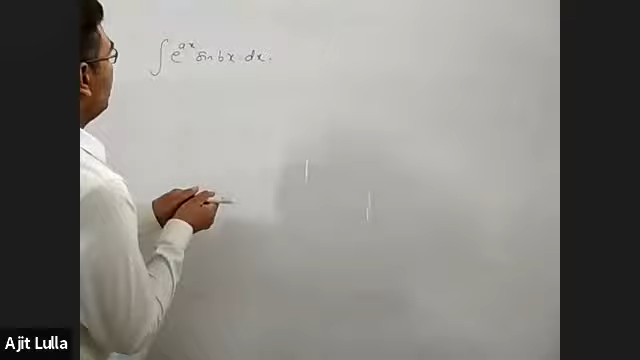 ∫ e^{ax} sin bx dx.
Ajit Lulla